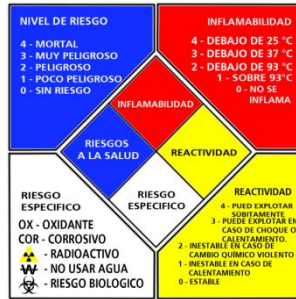 NIVEL DE RIESGO
4 - MORTAL
3 - MUY PELIGROSO
2 - PELIGROSO
1 - POCO PELIGROSO
0 - SIN RIESGO
INFLAMABILIDAD
4 - DEBAJO DE 25 °C
3 - DEBAJO DE 37 °C
2 - DEBAJO DE 93 °C
1 - SOBRE 93°C
0 - NO SE
INFLAMA
INFLAMABILIDAD
RIESGOS
A LA SALUD
REACTIVIDAD
RIESGO
ESPECIFICO
RIESGO
ESPECIFICO
OX - OXIDANTE
COR - CORROSIVO
- RADIOACTIVO
W - NO USAR AGUA
- RIESGO BIOLOGICO
REACTIVIDAD
4 - PUED EXPLOTAR
SÚBITAMENTE
3 - PUEDE EXPLOTAR EN
CASO DE CHOQUE O
CALENTAMIENTO.
2 - INESTABLE EN CASO DE
CAMBIO QUÍMICO VIOLENTO
1 - INESTABLE EN CASO DE
CALENTAMIENTO
0 - ESTABLE